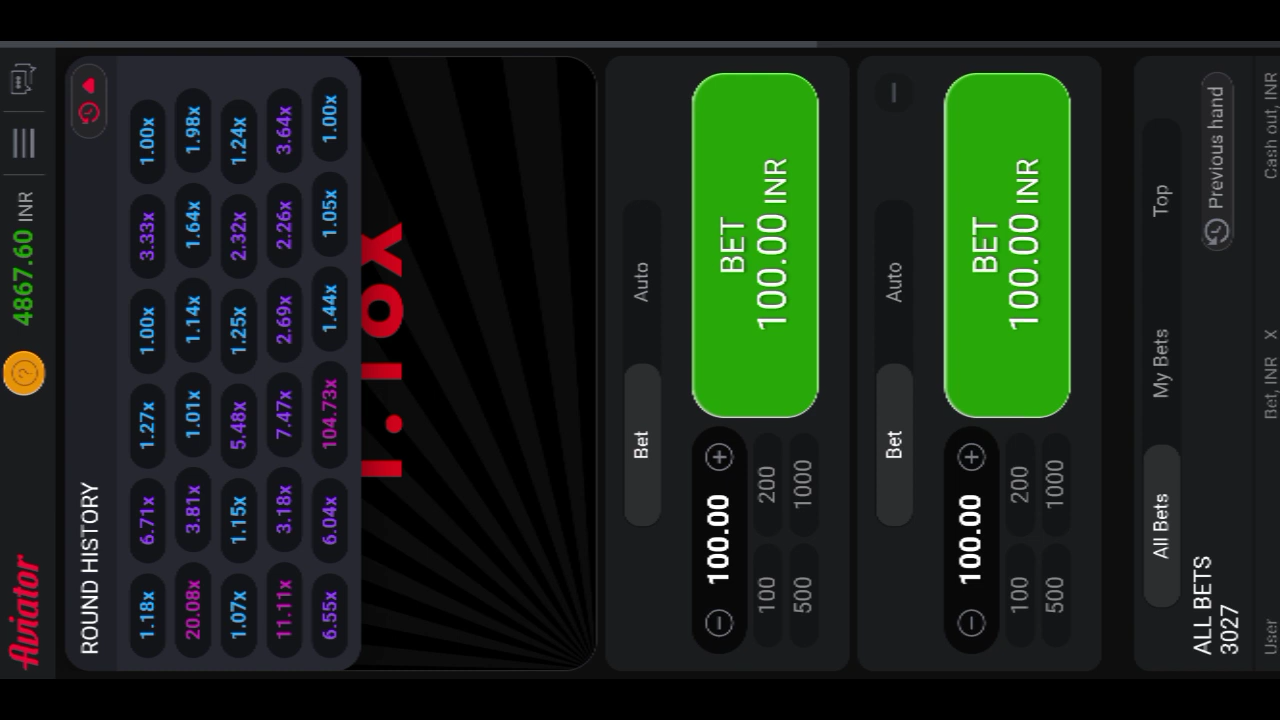 Aviator
4867.60 INR
ROUND HISTORY
1.18x 6.71x 1.27x 1.00x 3.33x 1.00x
20.08x 3.81x 1.01x 1.14x 1.64x 1.98x
1.07x 1.15x 5.48x 1.25x 2.32x 1.24x
11.11x 3.18x 7.47x 2.69x 2.26x 3.64x
6.55x 6.04x 104.73x 1.44x 1.05x 1.00x
Bet Auto
100.00
100 200
500 1000
BET
100.00 INR
Bet Auto
100.00
100 200
500 1000
BET
100.00 INR
All Bets My Bets Top
ALL BETS
3027
Previous hand
User Bet, INR X Cash out, INR